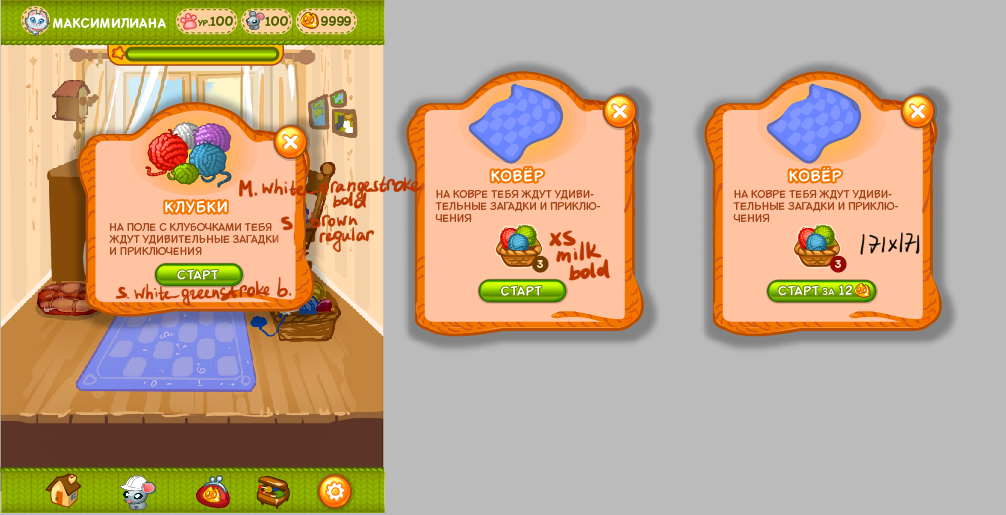 МАКСИМИЛИАНА
УР.100
100
9999
КЛУБКИ
НА ПОЛЕ С КЛУБОЧКАМИ ТЕБЯ
ЖДУТ УДИВИТЕЛЬНЫЕ ЗАГАДКИ
И ПРИКЛЮЧЕНИЯ
СТАРТ
M. white orangestroke
bold
S brown
regular
S. white greenstroke b.
КОВЁР
НА КОВРЕ ТЕБЯ ЖДУТ УДИВИ-
ТЕЛЬНЫЕ ЗАГАДКИ И ПРИКЛЮ-
ЧЕНИЯ
3
XS
milk
bold
СТАРТ
КОВЁР
НА КОВРЕ ТЕБЯ ЖДУТ УДИВИ-
ТЕЛЬНЫЕ ЗАГАДКИ И ПРИКЛЮ-
ЧЕНИЯ
3
171x171
СТАРТ ЗА 12